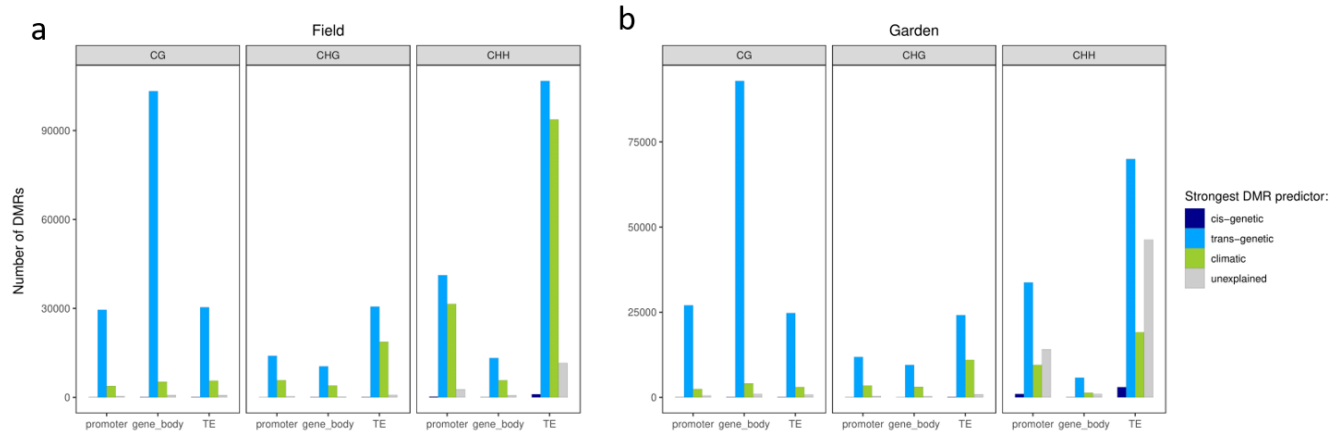 a
Field
CG
CHG
CHH
Number of DMRs
90000
60000
30000
0
promoter gene_body TE
promoter gene_body TE
promoter gene_body TE
b
Garden
CG
CHG
CHH
75000
50000
25000
0
promoter gene_body TE
promoter gene_body TE
promoter gene_body TE
Strongest DMR predictor:
cis-genetic
trans-genetic
climatic
unexplained